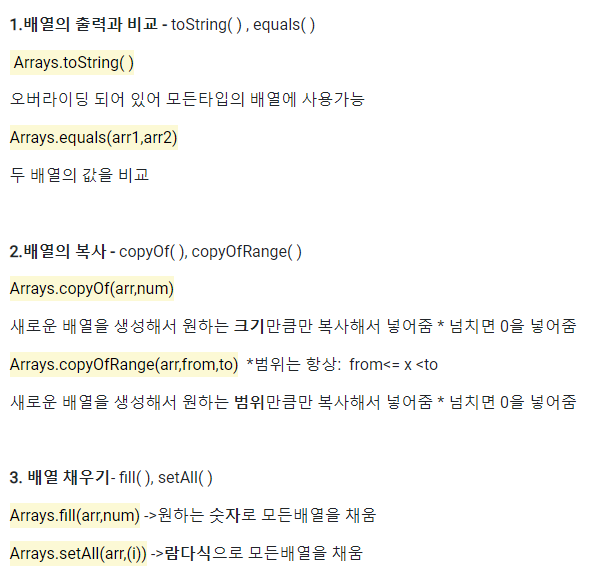 1.배열의 출력과 비교 - toString( ) , equals( )
Arrays.toString( )
오버라이딩 되어 있어 모든타입의 배열에 사용가능
Arrays.equals(arr1,arr2)
두 배열의 값을 비교
2.배열의 복사 - copyOf( ), copyOfRange( )
Arrays.copyOf(arr,num)
새로운 배열을 생성해서 원하는 크기만큼만 복사해서 넣어줌 * 넘치면 0을 넣어줌
Arrays.copyOfRange(arr,from,to) *범위는 항상: from<= x <to
새로운 배열을 생성해서 원하는 범위만큼만 복사해서 넣어줌 * 넘치면 0을 넣어줌
3. 배열 채우기- fill( ), setAll( )
Arrays.fill(arr,num) ->원하는 숫자로 모든배열을 채움
Arrays.setAll(arr,(i)) ->람다식으로 모든배열을 채움